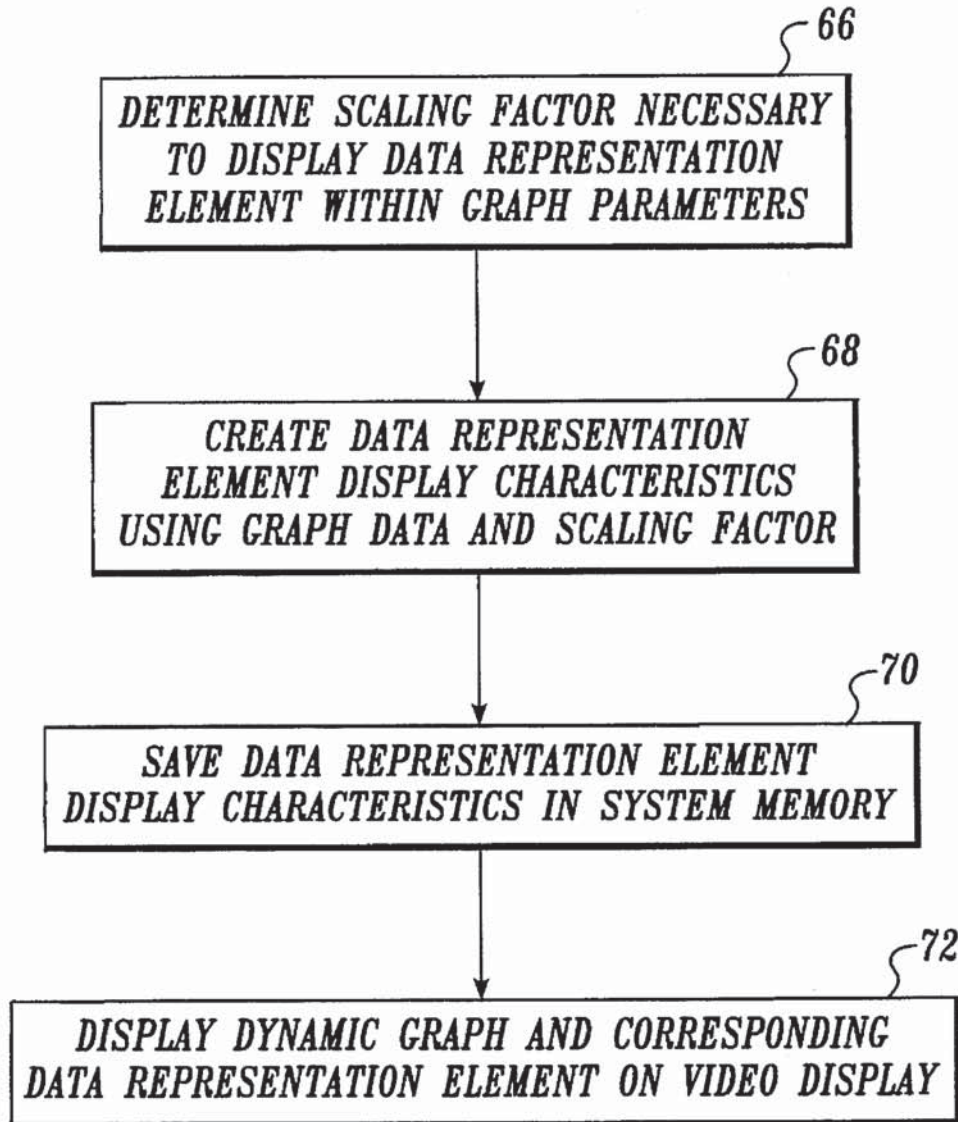 66
DETERMINE SCALING FACTOR NECESSARY
TO DISPLAY DATA REPRESENTATION
ELEMENT WITHIN GRAPH PARAMETERS
68
CREATE DATA REPRESENTATION
ELEMENT DISPLAY CHARACTERISTICS
USING GRAPH DATA AND SCALING FACTOR
70
SAVE DATA REPRESENTATION ELEMENT
DISPLAY CHARACTERISTICS IN SYSTEM MEMORY
72
DISPLAY DYNAMIC GRAPH AND CORRESPONDING
DATA REPRESENTATION ELEMENT ON VIDEO DISPLAY